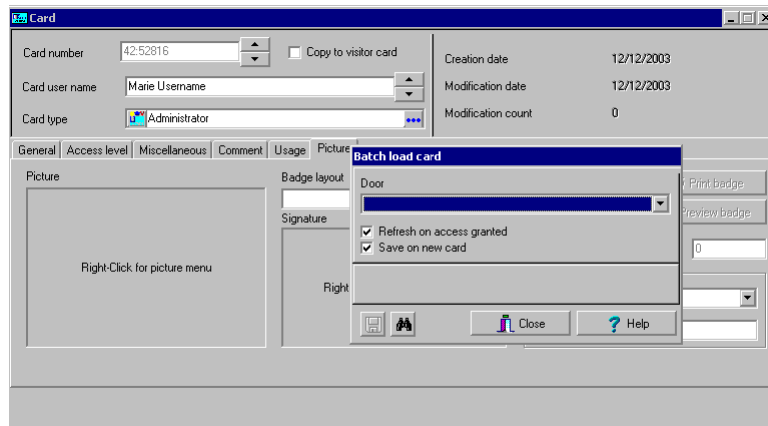 Card
Card number
42:52816
Copy to visitor card
Card user name
Marie Username
Card type
Administrator
Creation date
12/12/2003
Modification date
12/12/2003
Modification count
0
General
Access level
Miscellaneous
Comment
Usage
Picture
Picture
Right-Click for picture menu
Badge layout
Signature
Right
Print badge
Preview badge
0
Batch load card
Door
Refresh on access granted
Save on new card
Close
Help